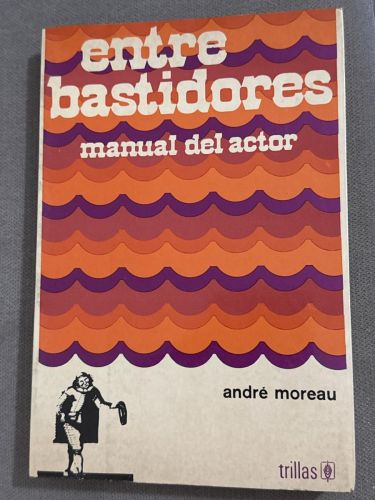 entre
bastidores
manual del actor
andré moreau
trillas